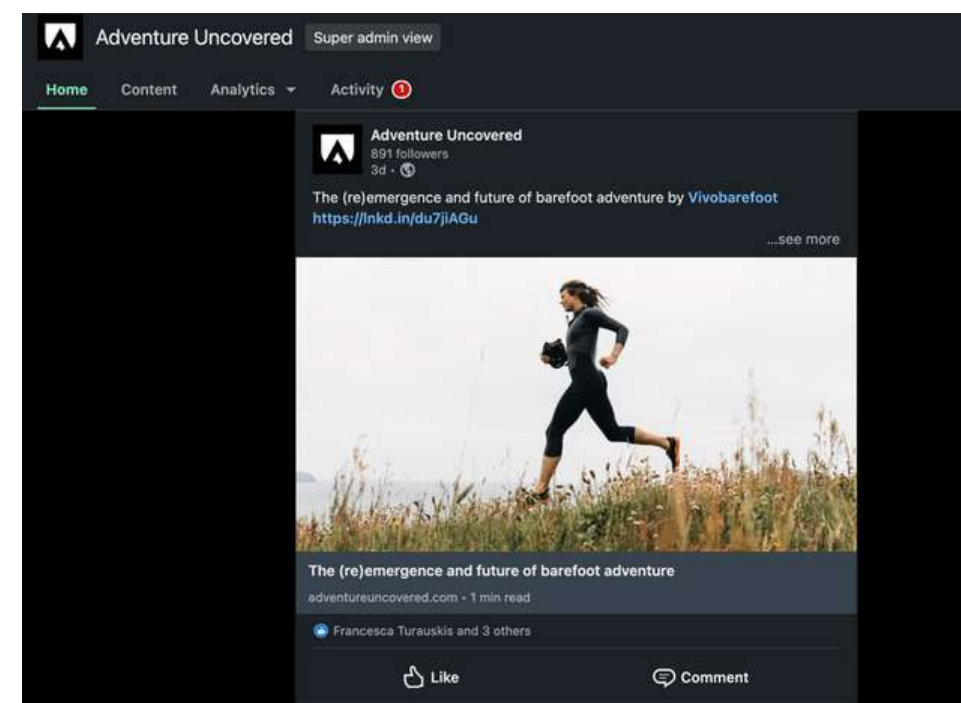 Adventure Uncovered Super admin view
Home Content Analytics Activity 1
Adventure Uncovered
891 followers
3d •
The (re)emergence and future of barefoot adventure by Vivobarefoot
https://lnkd.in/du7jiAGu
...see more
The (re)emergence and future of barefoot adventure
adventureuncovered.com • 1 min read
Francesca Turauskis and 3 others
Like Comment